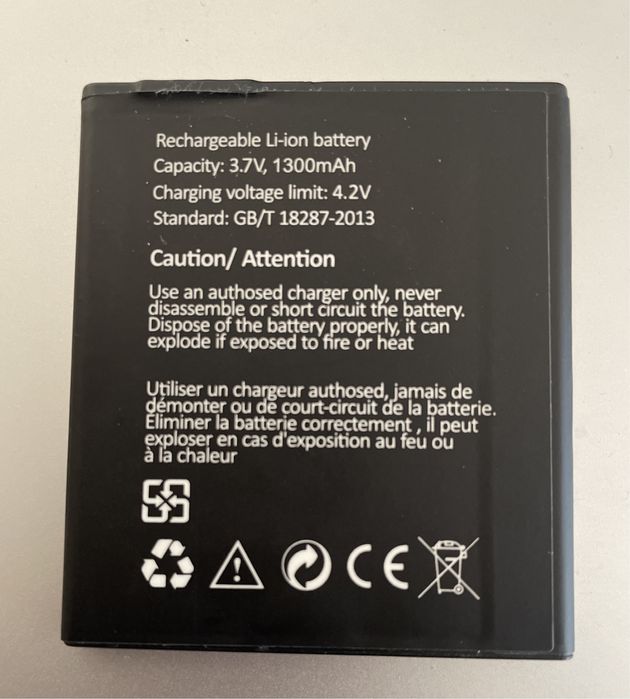 Rechargeable Li-ion battery
Capacity: 3.7V, 1300mAh
Charging voltage limit: 4.2V
Standard: GB/T 18287-2013
Caution/ Attention
Use an authosed charger only, never
disassemble or short circuit the battery.
Dispose of the battery properly, it can
explode if exposed to fire or heat
Utiliser un chargeur authosed, jamais de
démonter ou de court-circuit de la batterie.
Éliminer la batterie correctement , il peut
exploser en cas d'exposition au feu ou
à la chaleur
CE